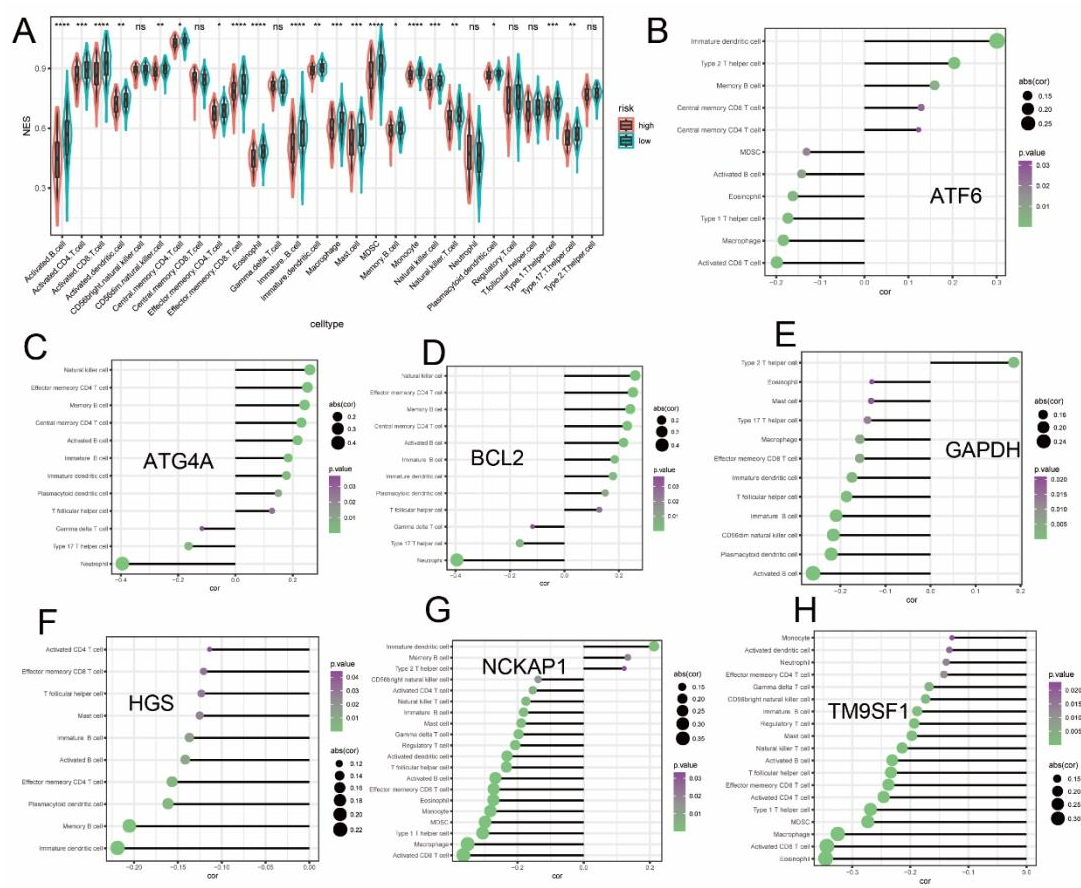 A
**** *** **** ** ns ** * ns * **** **** ns **** ** *** *** **** * *** *** ** ns * ns ns *** ** ns
NES
0.9
0.6
0.3
risk
high
low
Activated.B.cell
Activated.CD4.T.cell
Activated.CD8.T.cell
Activated.dendritic.cell
CD56bright.natural.killer.cell
CD56dim.natural.killer.cell
Central.memory.CD4.T.cell
Central.memory.CD8.T.cell
Effector.memeory.CD4.T.cell
Effector.memeory.CD8.T.cell
Eosinophil
Gamma.delta.T.cell
Immature..B.cell
Immature.dendritic.cell
Macrophage
Mast.cell
MDSC
Memory.B.cell
Monocyte
Natural.killer.cell
Natural.killer.T.cell
Neutrophil
Plasmacytoid.dendritic.cell
Regulatory.T.cell
T.follicular.helper.cell
Type.1.T.helper.cell
Type.17.T.helper.cell
Type.2.T.helper.cell
celltype
B
Immature dendritic cell
Type 2 T helper cell
Memory B cell
Central memory CD8 T cell
Central memory CD4 T cell
MDSC
Activated B cell
Eosinophil
Type 1 T helper cell
Macrophage
Activated CD8 T cell
ATF6
−0.2 −0.1 0.0 0.1 0.2 0.3
cor
abs(cor)
0.15
0.20
0.25
p.value
0.03
0.02
0.01
C
Natural killer cell
Effector memeory CD4 T cell
Memory B cell
Central memory CD4 T cell
Activated B cell
Immature B cell
Immature dendritic cell
Plasmacytoid dendritic cell
T follicular helper cell
Gamma delta T cell
Type 17 T helper cell
Neutrophil
ATG4A
−0.4 −0.2 0.0 0.2
cor
abs(cor)
0.2
0.3
0.4
p.value
0.03
0.02
0.01
D
Natural killer cell
Effector memeory CD4 T cell
Memory B cell
Central memory CD4 T cell
Activated B cell
Immature B cell
Immature dendritic cell
Plasmacytoid dendritic cell
T follicular helper cell
Gamma delta T cell
Type 17 T helper cell
Neutrophil
BCL2
−0.4 −0.2 0.0 0.2
cor
abs(cor)
0.2
0.3
0.4
p.value
0.03
0.02
0.01
E
Type 2 T helper cell
Eosinophil
Mast cell
Type 17 T helper cell
Macrophage
Effector memeory CD8 T cell
Immature dendritic cell
T follicular helper cell
Immature B cell
CD56dim natural killer cell
Plasmacytoid dendritic cell
Activated B cell
GAPDH
−0.2 −0.1 0.0 0.1 0.2
cor
abs(cor)
0.16
0.20
0.24
p.value
0.020
0.015
0.010
0.005
F
Activated CD4 T cell
Effector memeory CD8 T cell
T follicular helper cell
Mast cell
Immature B cell
Activated B cell
Effector memeory CD4 T cell
Plasmacytoid dendritic cell
Memory B cell
Immature dendritic cell
HGS
−0.20 −0.15 −0.10 −0.05 0.00
cor
p.value
0.04
0.03
0.02
0.01
abs(cor)
0.12
0.14
0.16
0.18
0.20
0.22
G
Immature dendritic cell
Memory B cell
Type 2 T helper cell
CD56bright natural killer cell
Activated CD4 T cell
Natural killer T cell
Immature B cell
Mast cell
Gamma delta T cell
Regulatory T cell
Activated dendritic cell
T follicular helper cell
Activated B cell
Effector memeory CD8 T cell
Eosinophil
Monocyte
MDSC
Type 1 T helper cell
Macrophage
Activated CD8 T cell
NCKAP1
−0.2 0.0 0.2
cor
abs(cor)
0.15
0.20
0.25
0.30
0.35
p.value
0.03
0.02
0.01
H
Monocyte
Activated dendritic cell
Neutrophil
Effector memeory CD4 T cell
Gamma delta T cell
CD56bright natural killer cell
Immature B cell
Regulatory T cell
Mast cell
Natural killer T cell
Activated B cell
T follicular helper cell
Effector memeory CD8 T cell
Activated CD4 T cell
Type 1 T helper cell
MDSC
Macrophage
Activated CD8 T cell
Eosinophil
TM9SF1
−0.3 −0.2 −0.1 0.0
cor
p.value
0.020
0.015
0.010
0.005
abs(cor)
0.15
0.20
0.25
0.30